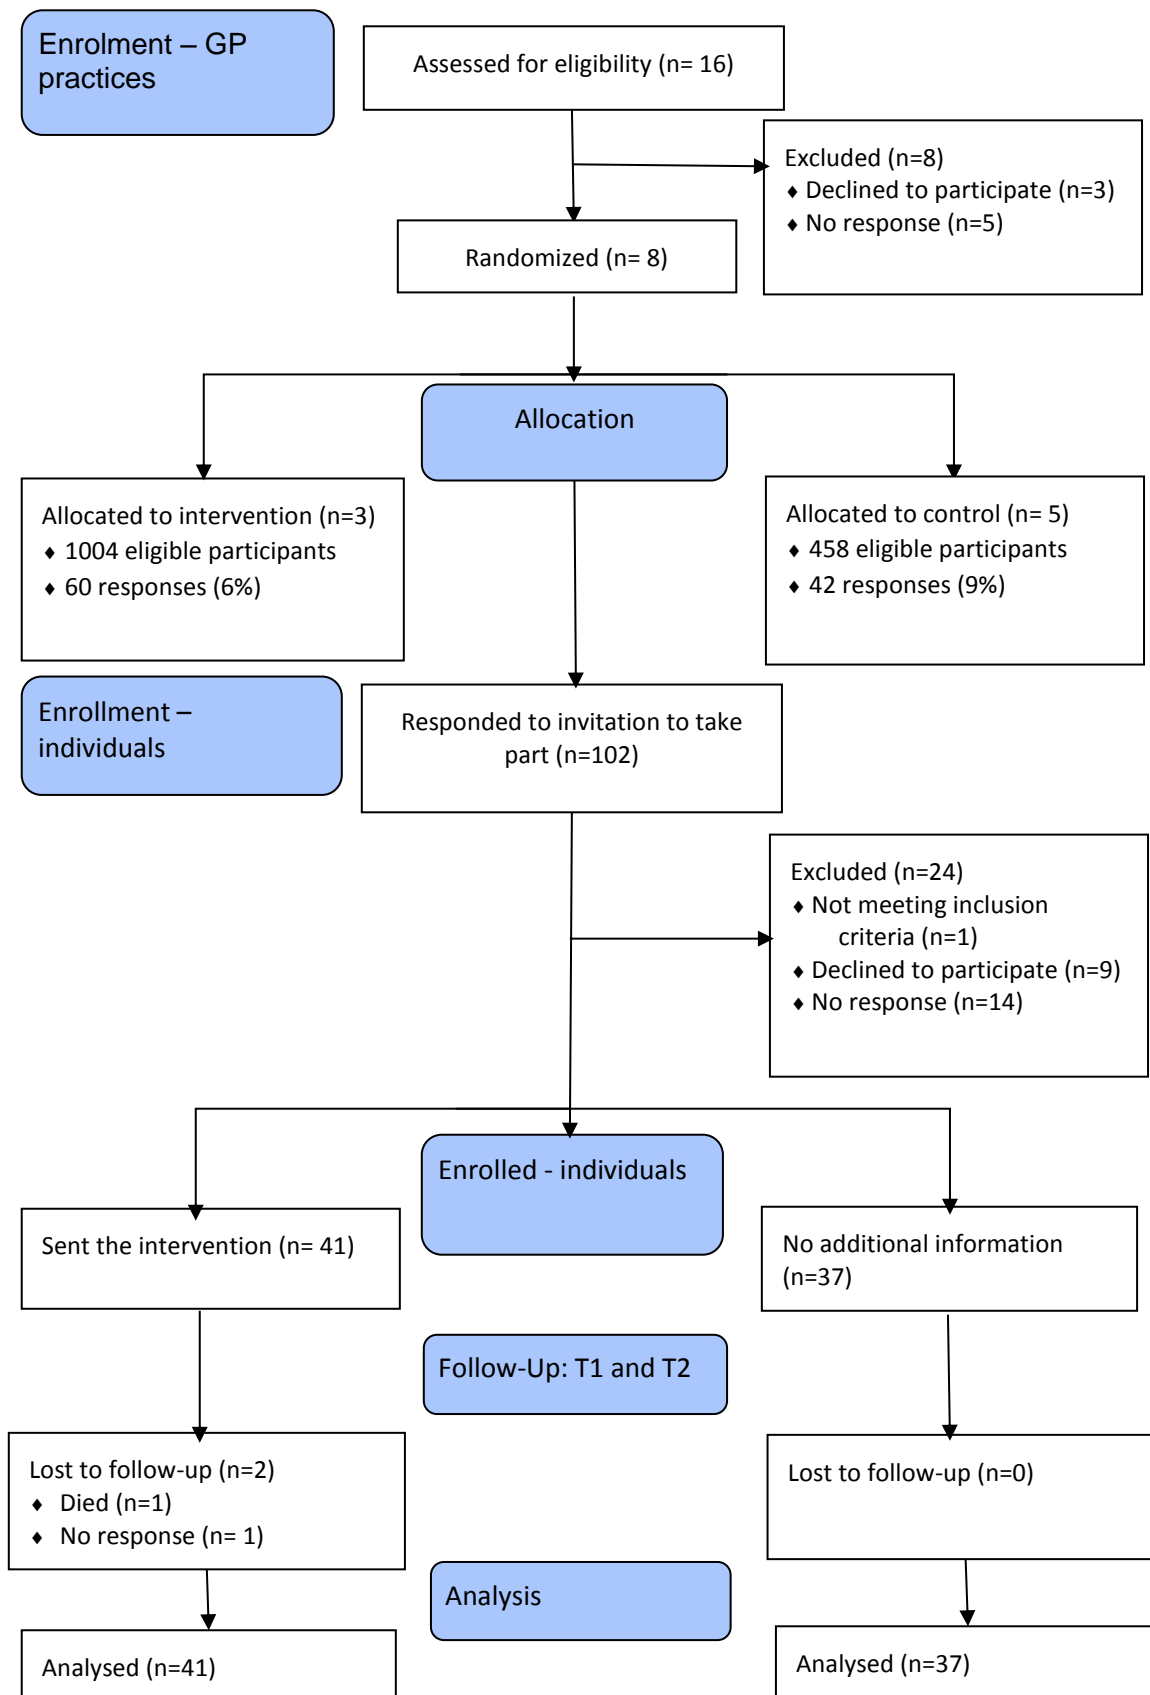 Enrolment – GP
practices
Assessed for eligibility (n= 16)
Excluded (n=8)
♦ Declined to participate (n=3)
♦ No response (n=5)
Randomized (n= 8)
Allocation
Allocated to intervention (n=3)
♦ 1004 eligible participants
♦ 60 responses (6%)
Allocated to control (n= 5)
♦ 458 eligible participants
♦ 42 responses (9%)
Enrollment –
individuals
Responded to invitation to take
part (n=102)
Excluded (n=24)
♦ Not meeting inclusion
criteria (n=1)
♦ Declined to participate (n=9)
♦ No response (n=14)
Enrolled - individuals
Sent the intervention (n= 41)
No additional information
(n=37)
Follow-Up: T1 and T2
Lost to follow-up (n=2)
♦ Died (n=1)
♦ No response (n= 1)
Lost to follow-up (n=0)
Analysis
Analysed (n=41)
Analysed (n=37)